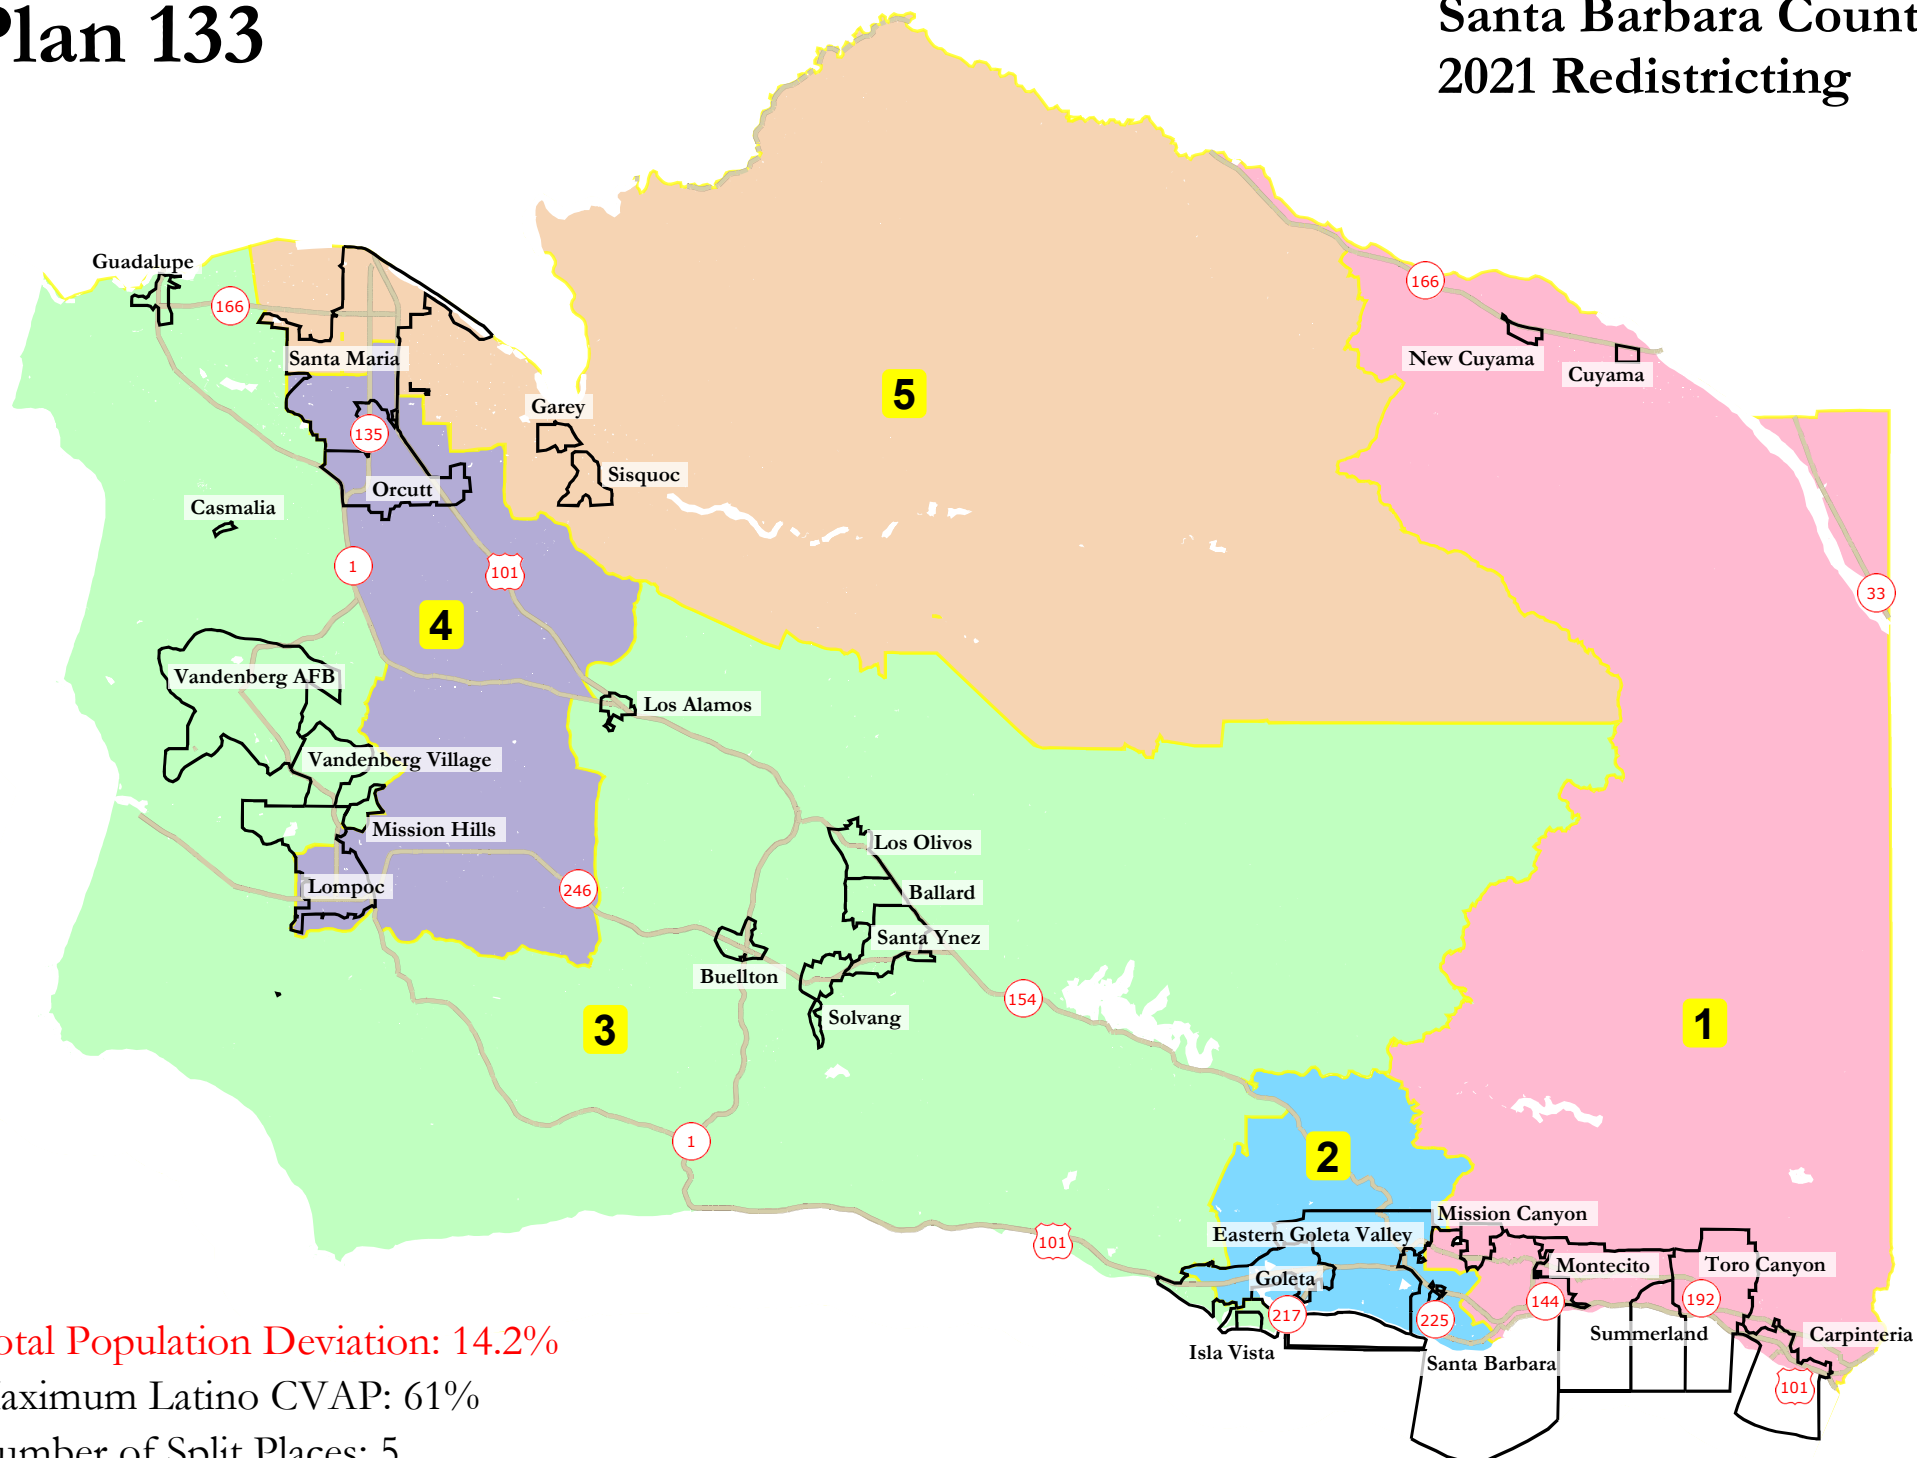 Plan 133
Santa Barbara Count
2021 Redistricting
Guadalupe
166
166
Santa Maria
New Cuyama
Cuyama
5
Garey
135
Sisquoc
Orcutt
Casmalia
1
101
33
4
Vandenberg AFB
Los Alamos
Vandenberg Village
Mission Hills
Los Olivos
Lompoc
246
Ballard
Santa Ynez
Buellton
154
Solvang
3
1
1
2
Mission Canyon
101
Eastern Goleta Valley
Montecito
Toro Canyon
Goleta
217
225
144
192
Summerland
Carpinteria
Isla Vista
Santa Barbara
101
otal Population Deviation: 14.2%
aximum Latino CVAP: 61%
umber of Split Places: 5